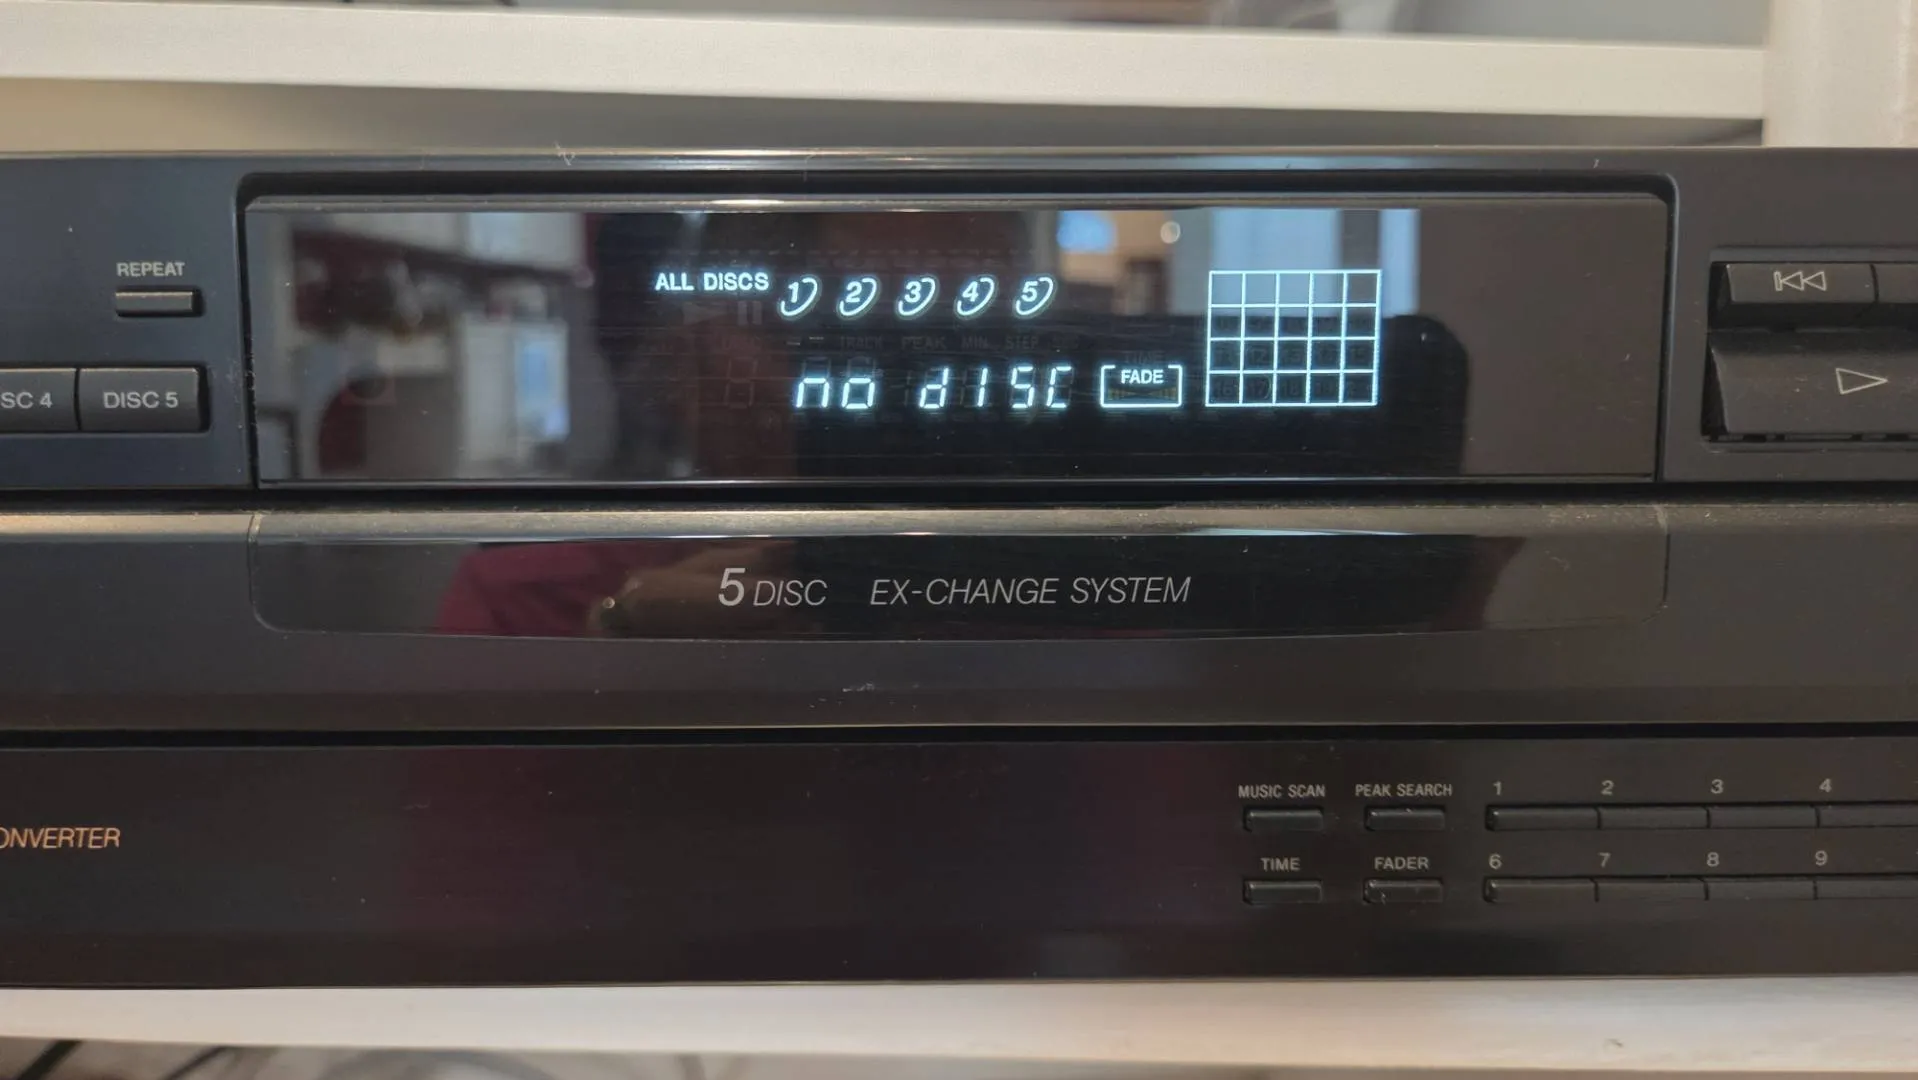 REPEAT
SC 4 DISC 5
ALL DISCS 1 2 3 4 5
no dISC FADE
5 DISC EX-CHANGE SYSTEM
ONVERTER
MUSIC SCAN PEAK SEARCH 1 2 3 4
TIME FADER 6 7 8 9